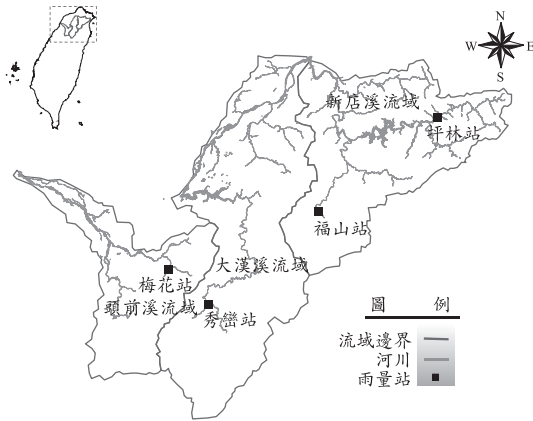 N
W E
S
新店溪流域
坪林站
福山站
大漢溪流域
梅花站
頭前溪流域
秀巒站
圖 例
流域邊界
河川
雨量站